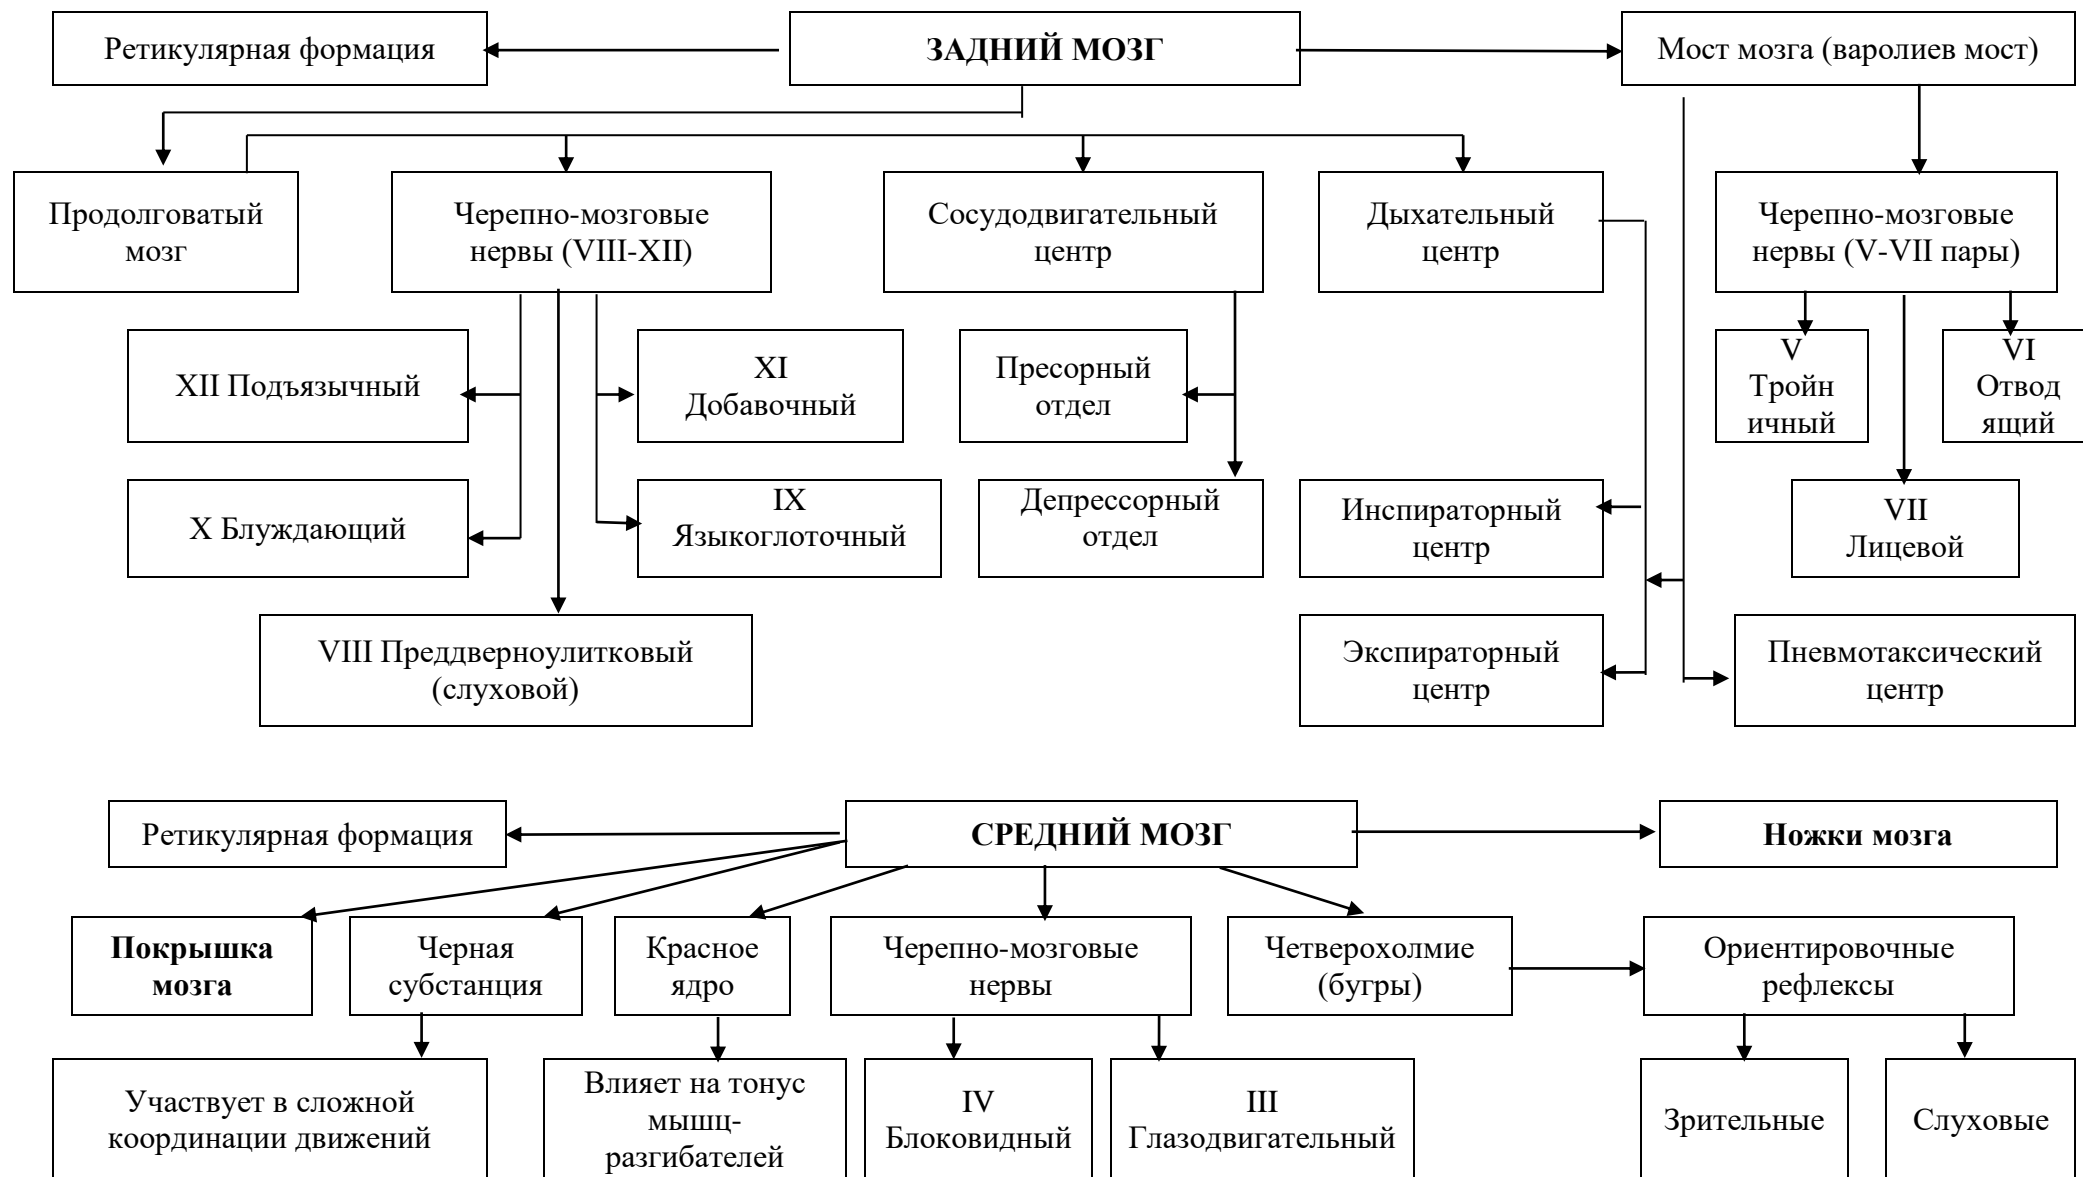 Ретикулярная формация
ЗАДНИЙ МОЗГ
Мост мозга (варолиев мост)
Продолговатый
мозг
Черепно-мозговые
нервы (VIII-XII)
Сосудодвигательный
центр
Дыхательный
центр
Черепно-мозговые
нервы (V-VII пары)
XII Подъязычный
XI
Добавочный
Пресорный
отдел
V
Тройн
ичный
VI
Отвод
ящий
X Блуждающий
IX
Языкоглоточный
Депрессорный
отдел
Инспираторный
центр
VII
Лицевой
VIII Преддверноулитковый
(слуховой)
Экспираторный
центр
Пневмотаксический
центр
Ретикулярная формация
СРЕДНИЙ МОЗГ
Ножки мозга
Покрышка
мозга
Черная
субстанция
Красное
ядро
Черепно-мозговые
нервы
Четверохолмие
(бугры)
Ориентировочные
рефлексы
Участвует в сложной
координации движений
Влияет на тонус
мышц-
разгибателей
IV
Блоковидный
III
Глазодвигательный
Зрительные
Слуховые